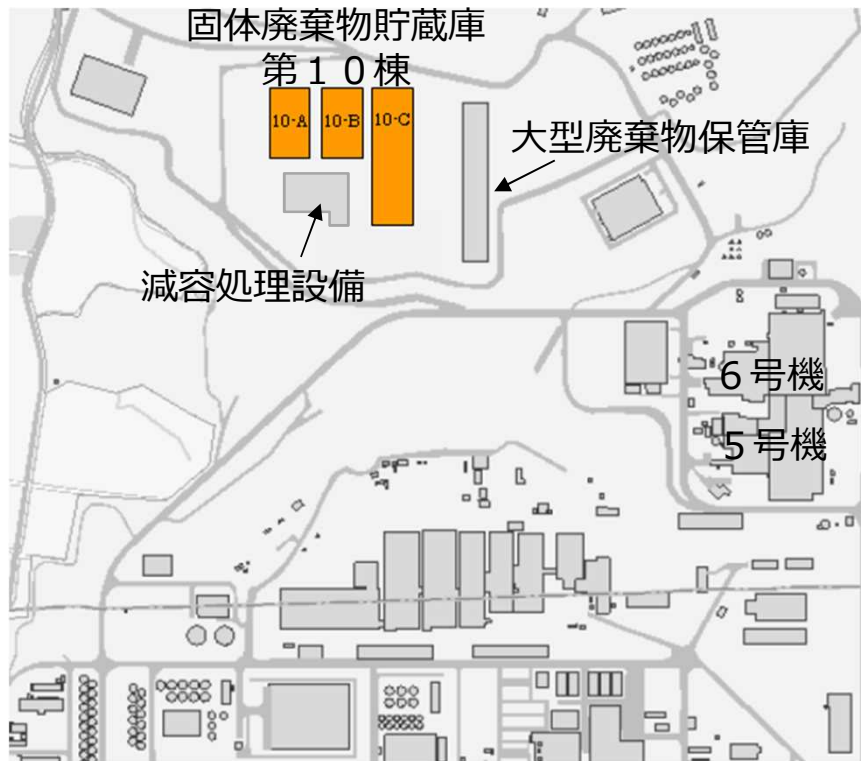 固体廃棄物貯蔵庫
第１０棟
10-A 10-B 10-C
大型廃棄物保管庫
減容処理設備
６号機
５号機